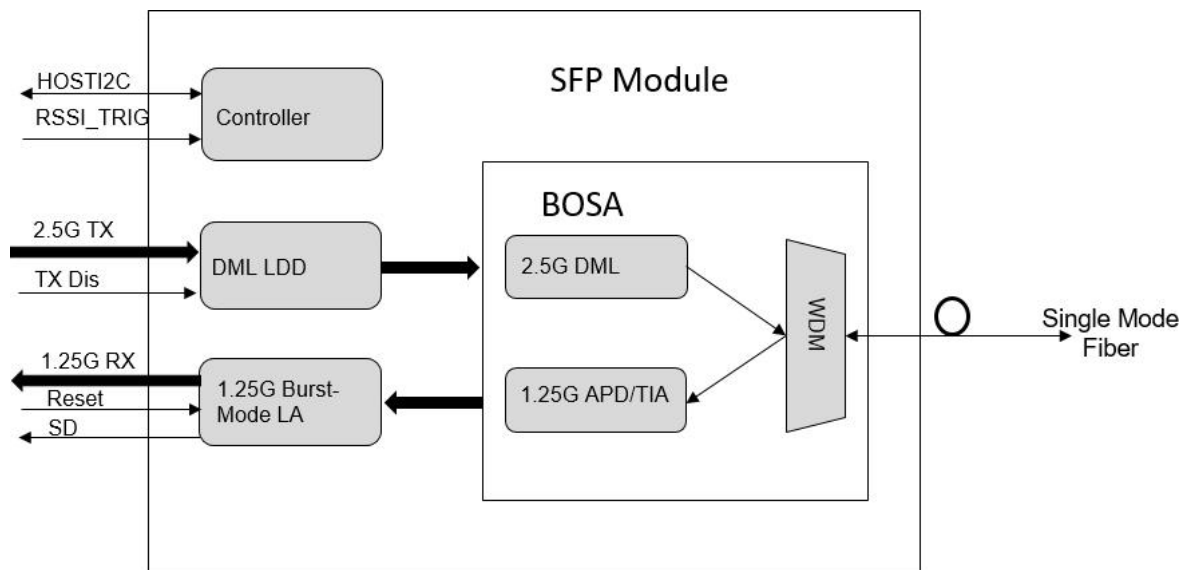 SFP Module
HOSTI2C
RSSI_TRIG
Controller
BOSA
2.5G TX
TX Dis
DML LDD
2.5G DML
WDM
Single Mode
Fiber
1.25G RX
Reset
SD
1.25G Burst-
Mode LA
1.25G APD/TIA